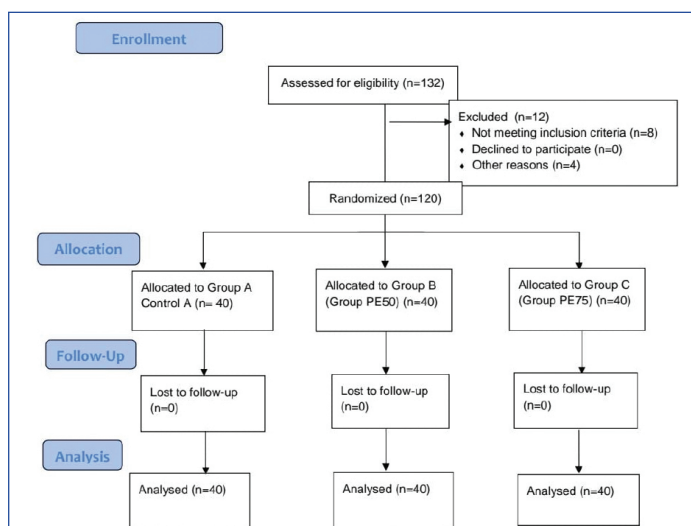 Enrollment
Assessed for eligibility (n=132)
Excluded (n=12)
♦ Not meeting inclusion criteria (n=8)
♦ Declined to participate (n=0)
♦ Other reasons (n=4)
Randomized (n=120)
Allocation
Allocated to Group A
Control A (n= 40)
Allocated to Group B
(Group PE50) (n=40)
Allocated to Group C
(Group PE75) (n=40)
Follow-Up
Lost to follow-up
(n=0)
Lost to follow-up
(n=0)
Lost to follow-up
(n=0)
Analysis
Analysed (n=40)
Analysed (n=40)
Analysed (n=40)